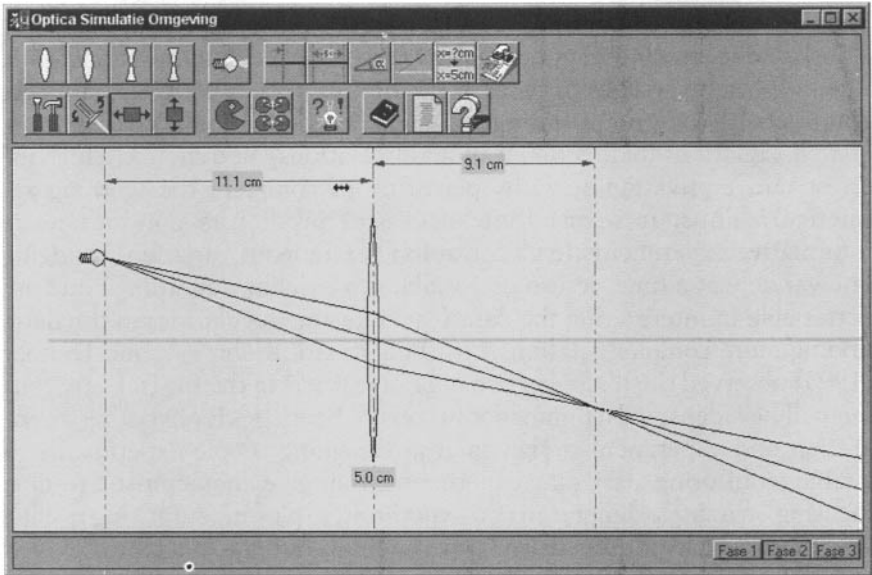 Optica Simulatie Omgeving
α
x=?cm
x=5cm
? !
?
9.1 cm
11.1 cm
5.0 cm
Fase 1 Fase 2 Fase 3